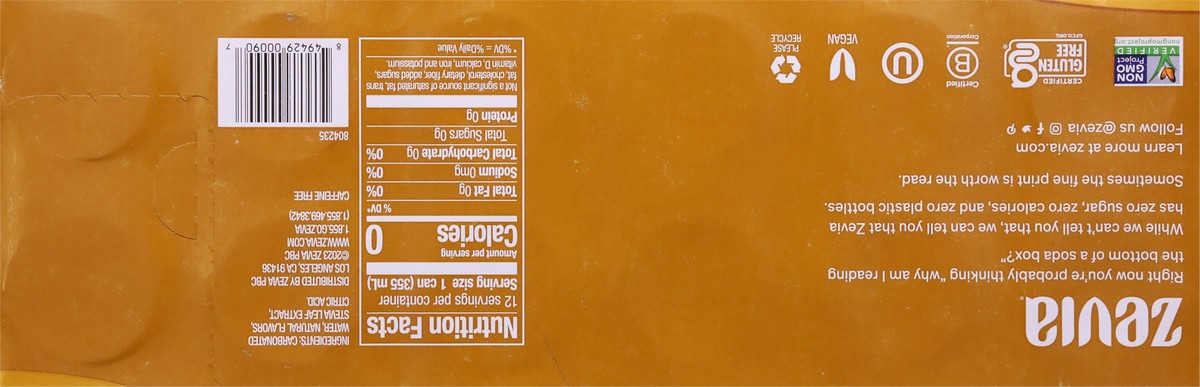 zevia
Right now you're probably thinking "why am I reading
the bottom of a soda box?"
While we can't tell you that, we can tell you that Zevia
has zero sugar, zero calories, and zero plastic bottles.
Sometimes the fine print is worth the read.
Learn more at zevia.com
Follow us @zevia
NON
GMO
Project
VERIFIED
nongmoproject.org
CERTIFIED
GLUTEN
FREE
GFCO.ORG
Certified
B
Corporation
U
VEGAN
PLEASE
RECYCLE
Nutrition Facts
12 servings per container
Serving size 1 can (355 mL)
Amount per serving
Calories 0
% DV*
Total Fat 0g 0%
Sodium 0mg 0%
Total Carbohydrate 0g 0%
Total Sugars 0g
Protein 0g
Not a significant source of saturated fat, trans
fat, cholesterol, dietary fiber, added sugars,
vitamin D, calcium, iron and potassium.
* %DV = %Daily Value
INGREDIENTS: CARBONATED
WATER, NATURAL FLAVORS,
STEVIA LEAF EXTRACT,
CITRIC ACID.
DISTRIBUTED BY ZEVIA PBC
LOS ANGELES, CA 91436
©2023 ZEVIA PBC
WWW.ZEVIA.COM
1.855.GO.ZEVIA
(1.855.469.3842)
CAFFEINE FREE
804235
8 49429 00090 7